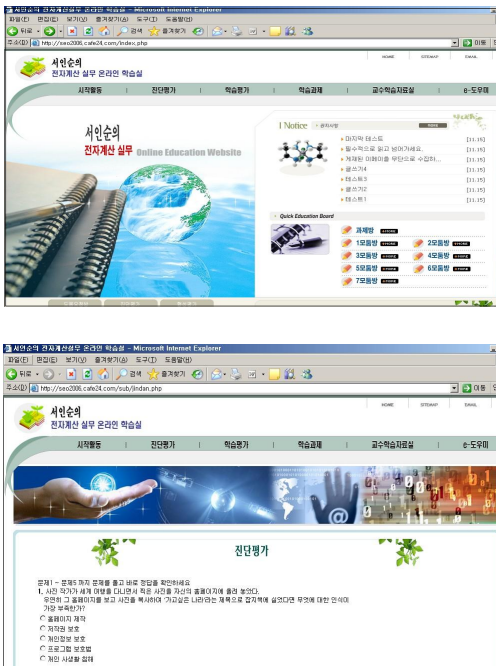 서인순의 전자계산 실무 온라인 학습실 - Microsoft Internet Explorer
파일(F) 편집(E) 보기(V) 즐겨찾기(A) 도구(T) 도움말(H)
뒤로 검색 즐겨찾기
주소(D) http://seo2006.cafe24.com/index.php 이동
HOME SITEMAP EMAIL
서인순의
전자계산 실무 온라인 학습실
시작활동 진단평가 학습평가 학습과제 교수학습자료실 e-도우미
서인순의
전자계산 실무 Online Education Website
Notice 공지사항
마지막 테스트 [11.15]
필수적으로 읽고 넘어가세요. [11.15]
게재된 이메일을 무단으로 수집하... [11.15]
글쓰기4 [11.15]
테스트3 [11.15]
글쓰기2 [11.15]
테스트1 [11.15]
Quick Education Board
과제방
1모둠방 2모둠방
3모둠방 4모둠방
5모둠방 6모둠방
7모둠방
서인순의 전자계산실무 온라인 학습실 - Microsoft Internet Explorer
파일(F) 편집(E) 보기(V) 즐겨찾기(A) 도구(T) 도움말(H)
뒤로 검색 즐겨찾기
주소(D) http://seo2006.cafe24.com/sub/jindan.php 이동
HOME SITEMAP EMAIL
서인순의
전자계산 실무 온라인 학습실
시작활동 진단평가 학습평가 학습과제 교수학습자료실 e-도우미
진단평가
문제1 - 문제5 까지 문제를 풀고 바로 정답을 확인하세요
1. 사진 작가가 세계 여행을 다니면서 찍은 사진을 자신의 홈페이지에 올려 놓았다.
우연히 그 홈페이지를 보고 사진을 복사하여 '가고싶은 나라'라는 제목으로 잡지책에 실었다면 무엇에 대한 인식이
가장 부족한가?
홈페이지 제작
저작권 보호
개인정보 보호
프로그램 보호법
개인 사생활 침해